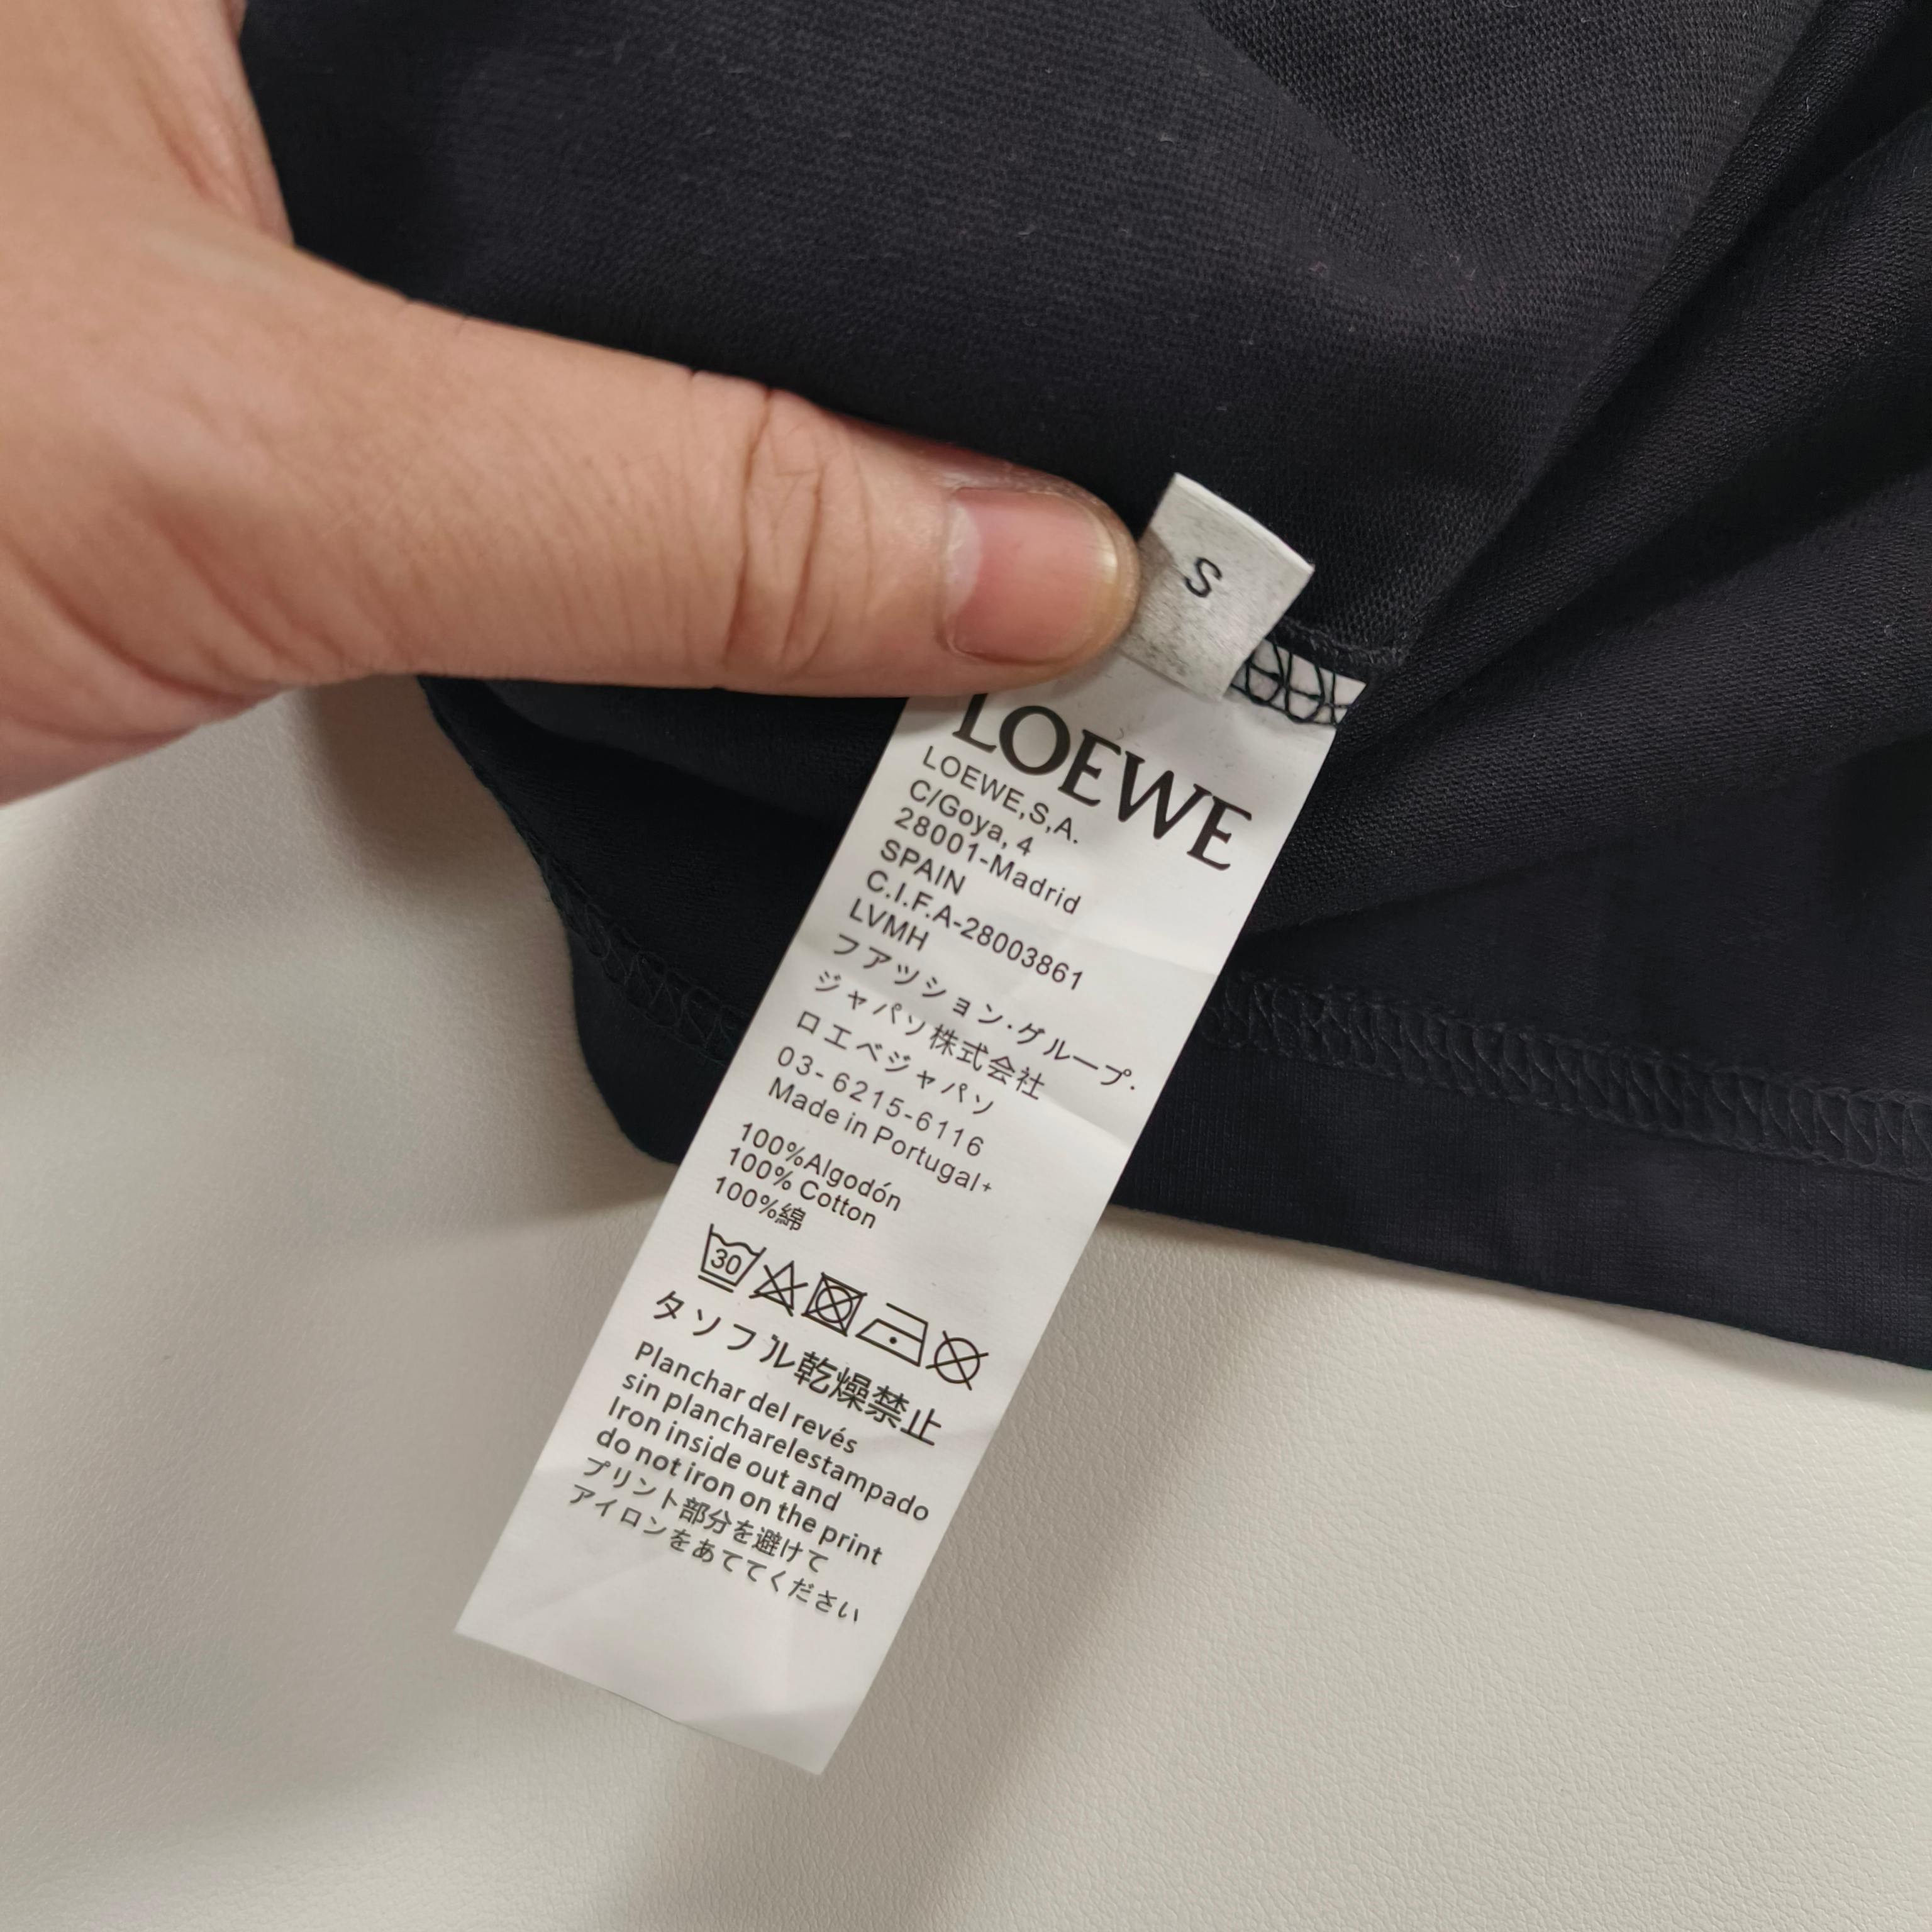 S
LOEWE
LOEWE,S,A.
C/Goya, 4
28001-Madrid
SPAIN
C.I.F.A-28003861
LVMH
フアツション·グループ·
ジャパソ株式会社
ロエベジャパソ
03-6215-6116
Made in Portugal+
100%Algodón
100% Cotton
100%綿
30
タソフル乾燥禁止
Planchar del revés
sin plancharelestampado
Iron inside out and
do not iron on the print
プリント部分を避けて
アイロンをあててください